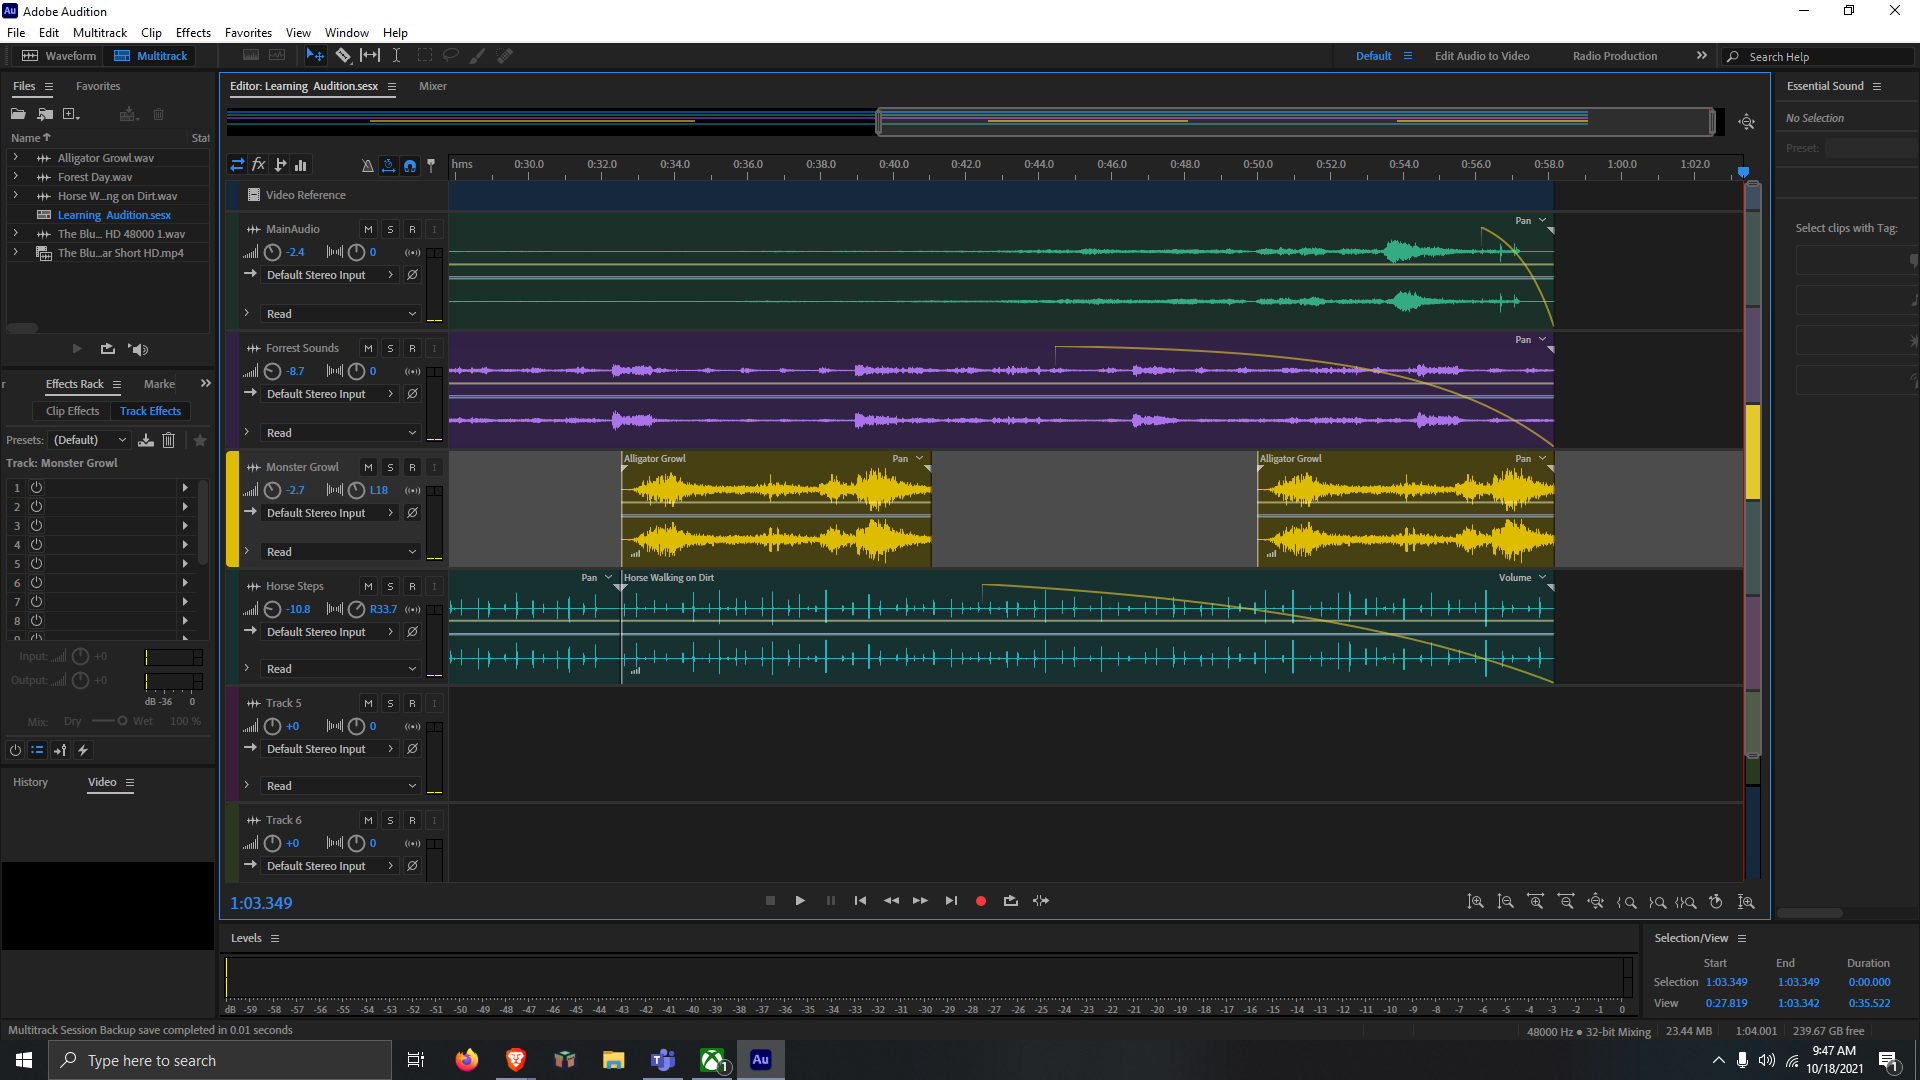 Au Adobe Audition
File Edit Multitrack Clip Effects Favorites View Window Help
Waveform Multitrack Default Edit Audio to Video Radio Production Search Help
Files Favorites
Name Stat
Alligator Growl.wav
Forest Day.wav
Horse W...ng on Dirt.wav
Learning Audition.sesx
The Blu... HD 48000 1.wav
The Blu...ar Short HD.mp4
Effects Rack Marke
Clip Effects Track Effects
Presets: (Default)
Track: Monster Growl
1
2
3
4
5
6
7
8
9
Input: +0
Output: +0
dB -36 0
Mix: Dry Wet 100 %
History Video
Editor: Learning Audition.sesx Mixer
hms 0:30.0 0:32.0 0:34.0 0:36.0 0:38.0 0:40.0 0:42.0 0:44.0 0:46.0 0:48.0 0:50.0 0:52.0 0:54.0 0:56.0 0:58.0 1:00.0 1:02.0
Video Reference
MainAudio M S R I Pan
-2.4 0
Default Stereo Input
Read
Forrest Sounds M S R I Pan
-8.7 0
Default Stereo Input
Read
Monster Growl M S R I Alligator Growl Pan Alligator Growl Pan
-2.7 L18
Default Stereo Input
Read
Horse Steps M S R I Pan Horse Walking on Dirt Volume
-10.8 R33.7
Default Stereo Input
Read
Track 5 M S R I
+0 0
Default Stereo Input
Read
Track 6 M S R I
+0 0
Default Stereo Input
1:03.349
Levels
dB -59 -58 -57 -56 -55 -54 -53 -52 -51 -50 -49 -48 -47 -46 -45 -44 -43 -42 -41 -40 -39 -38 -37 -36 -35 -34 -33 -32 -31 -30 -29 -28 -27 -26 -25 -24 -23 -22 -21 -20 -19 -18 -17 -16 -15 -14 -13 -12 -11 -10 -9 -8 -7 -6 -5 -4 -3 -2 -1 0
Essential Sound
No Selection
Preset:
Select clips with Tag:
Selection/View
Start End Duration
Selection 1:03.349 1:03.349 0:00.000
View 0:27.819 1:03.342 0:35.522
Multitrack Session Backup save completed in 0.01 seconds
48000 Hz ● 32-bit Mixing 23.44 MB 1:04.001 239.67 GB free
Type here to search
1
Au
9:47 AM
10/18/2021
1